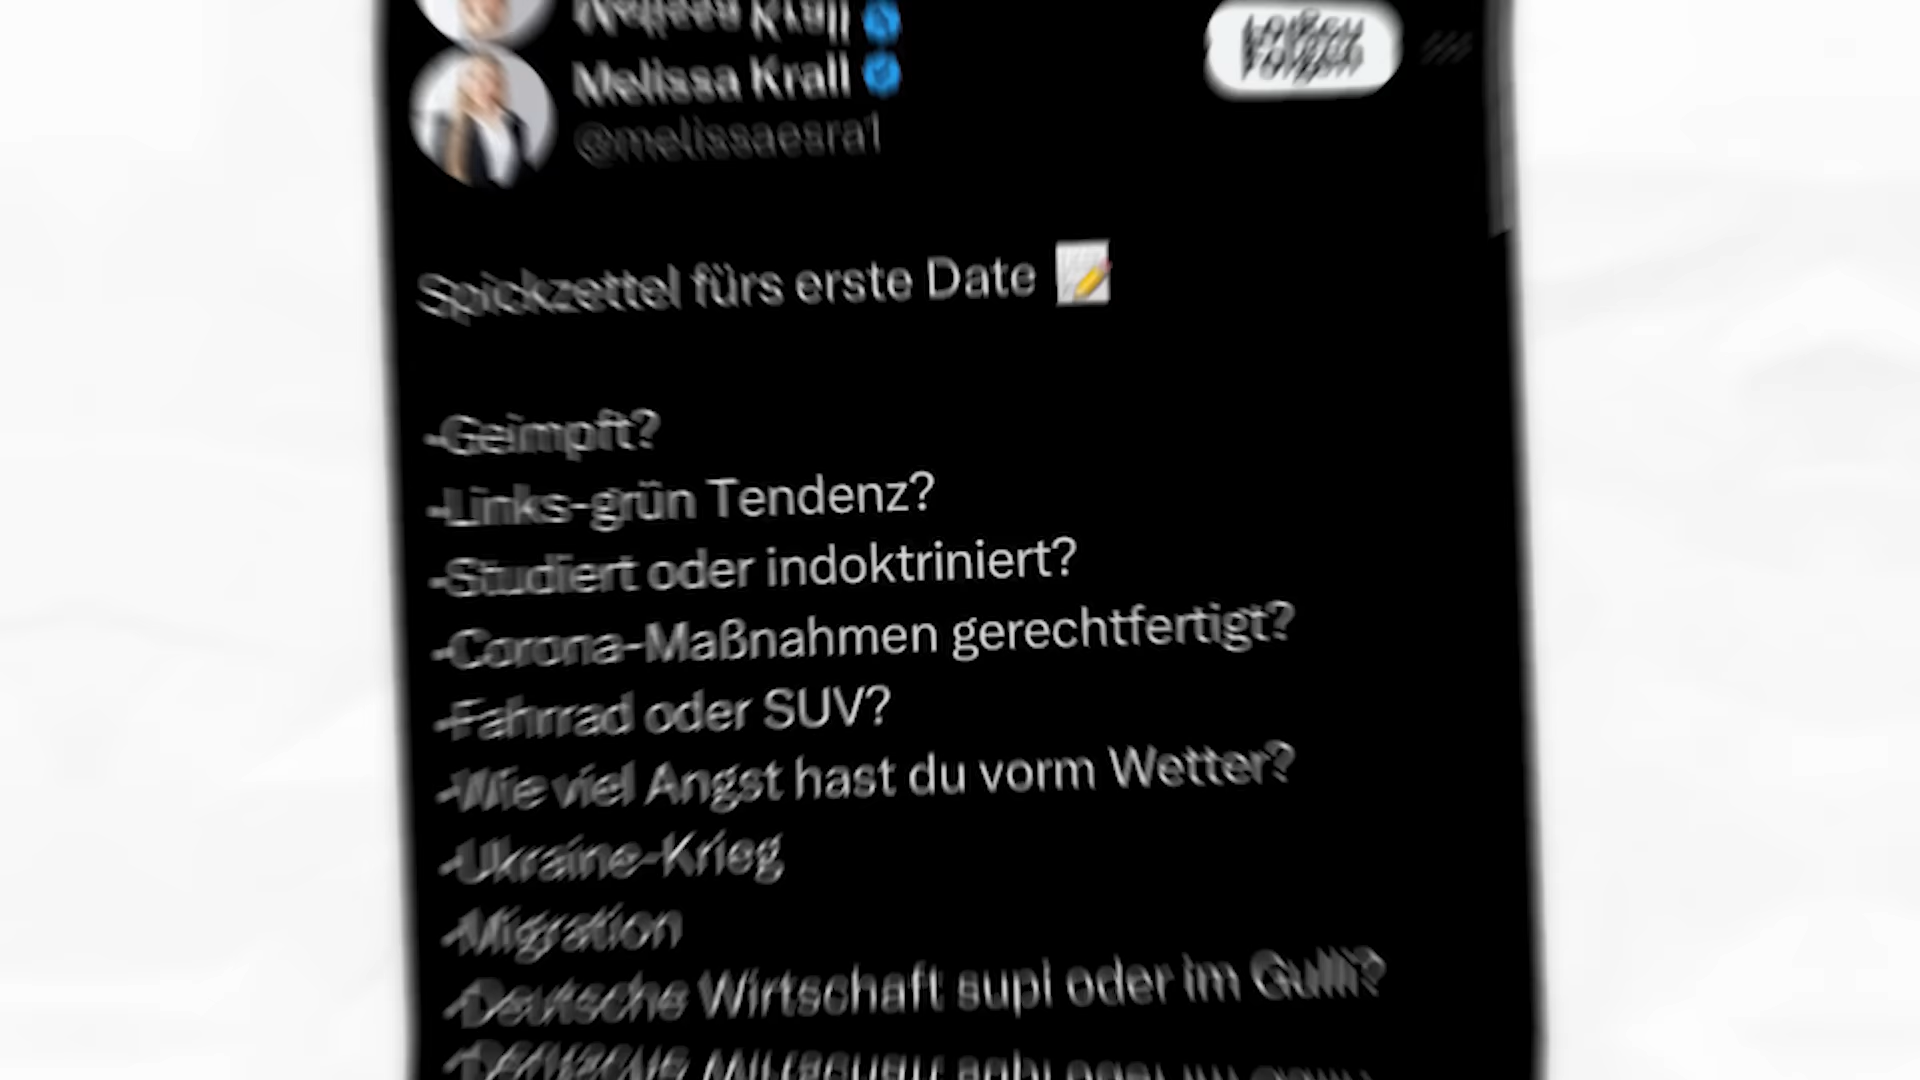 Melissa Krall
@melissaesra1
Folgen
Spickzettel fürs erste Date 📝
-Geimpft?
-Links-grün Tendenz?
-Studiert oder indoktriniert?
-Corona-Maßnahmen gerechtfertigt?
-Fahrrad oder SUV?
-Wie viel Angst hast du vorm Wetter?
-Ukraine-Krieg
-Migration
-Deutsche Wirtschaft supi oder im Gulli?